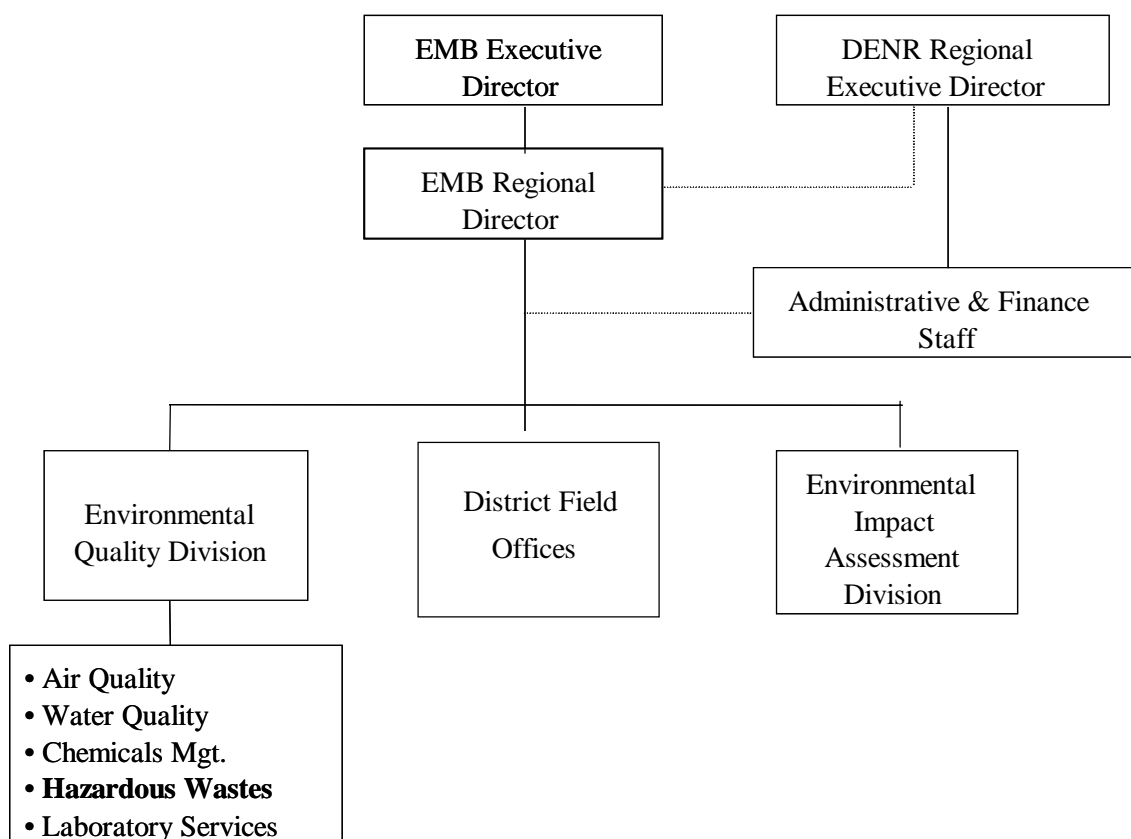 EMB Executive
Director
DENR Regional
Executive Director
EMB Regional
Director
Administrative & Finance
Staff
Environmental
Quality Division
District Field
Offices
Environmental
Impact
Assessment
Division
• Air Quality
• Water Quality
• Chemicals Mgt.
• Hazardous Wastes
• Laboratory Services